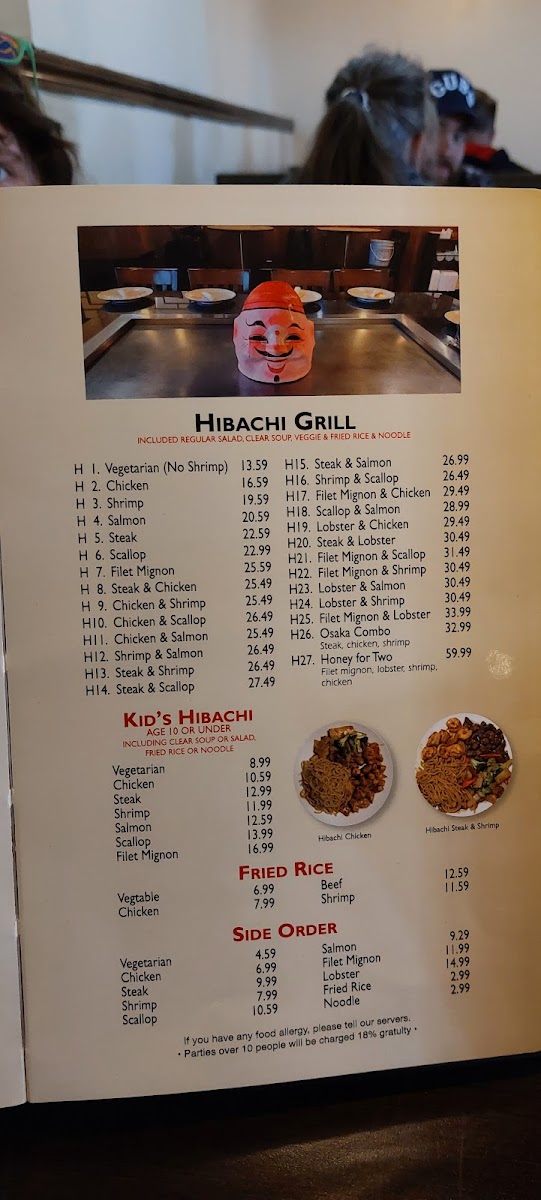 HIBACHI GRILL
INCLUDED REGULAR SALAD, CLEAR SOUP, VEGGIE & FRIED RICE & NOODLE
H 1. Vegetarian (No Shrimp) 13.59
H 2. Chicken 16.59
H 3. Shrimp 19.59
H 4. Salmon 20.59
H 5. Steak 22.59
H 6. Scallop 22.99
H 7. Filet Mignon 25.59
H 8. Steak & Chicken 25.49
H 9. Chicken & Shrimp 25.49
H10. Chicken & Scallop 26.49
H11. Chicken & Salmon 25.49
H12. Shrimp & Salmon 26.49
H13. Steak & Shrimp 26.49
H14. Steak & Scallop 27.49
H15. Steak & Salmon 26.99
H16. Shrimp & Scallop 26.49
H17. Filet Mignon & Chicken 29.49
H18. Scallop & Salmon 28.99
H19. Lobster & Chicken 29.49
H20. Steak & Lobster 30.49
H21. Filet Mignon & Scallop 31.49
H22. Filet Mignon & Shrimp 30.49
H23. Lobster & Salmon 30.49
H24. Lobster & Shrimp 30.49
H25. Filet Mignon & Lobster 33.99
H26. Osaka Combo 32.99
Steak, chicken, shrimp
H27. Honey for Two 59.99
Filet mignon, lobster, shrimp,
chicken
KID'S HIBACHI
AGE 10 OR UNDER
INCLUDING CLEAR SOUP OR SALAD,
FRIED RICE OR NOODLE
Vegetarian 8.99
Chicken 10.59
Steak 12.99
Shrimp 11.99
Salmon 12.59
Scallop 13.99
Filet Mignon 16.99
Hibachi Chicken
Hibachi Steak & Shrimp
FRIED RICE
Vegtable 6.99
Chicken 7.99
Beef 12.59
Shrimp 11.59
SIDE ORDER
Vegetarian 4.59
Chicken 6.99
Steak 9.99
Shrimp 7.99
Scallop 10.59
Salmon 9.29
Filet Mignon 11.99
Lobster 14.99
Fried Rice 2.99
Noodle 2.99
If you have any food allergy, please tell our servers.
• Parties over 10 people will be charged 18% gratuity •